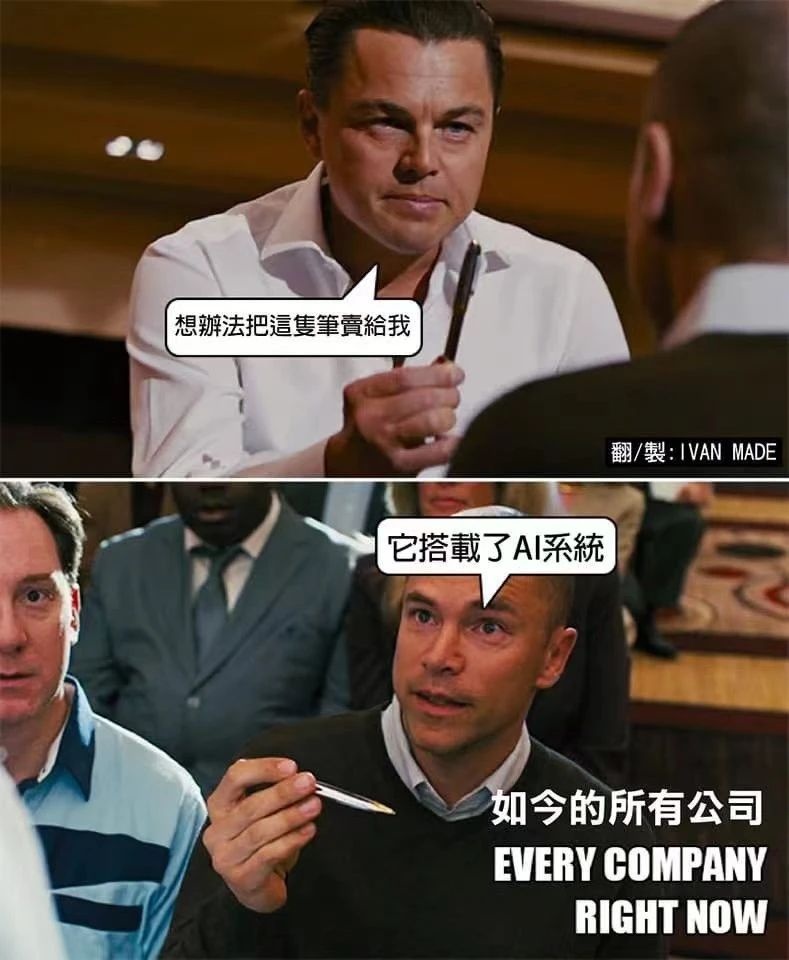 想辦法把這隻筆賣給我
翻/製:IVAN MADE
它搭載了AI系統
如今的所有公司
EVERY COMPANY
RIGHT NOW